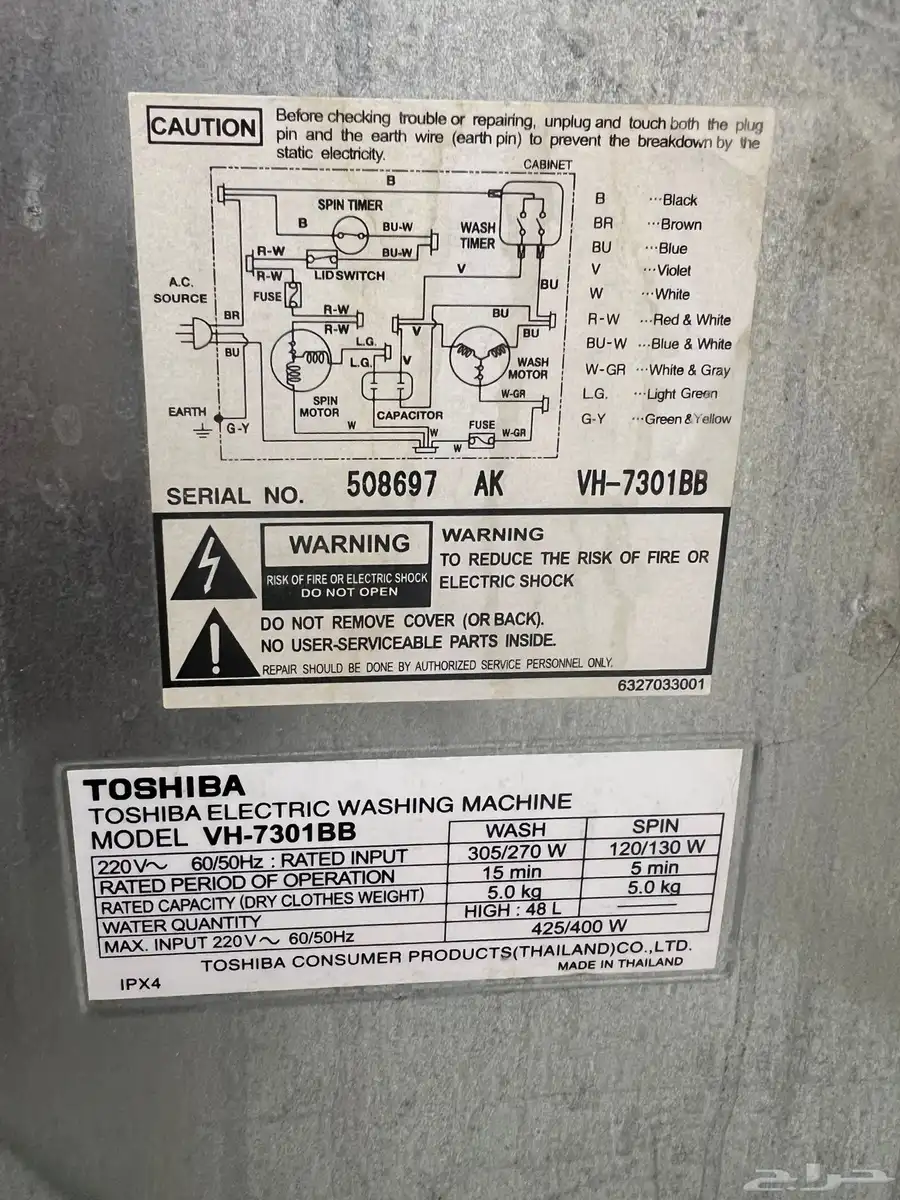 CAUTION
Before checking trouble or repairing, unplug and touch both the plug
pin and the earth wire (earth pin) to prevent the breakdown by the
static electricity.
CABINET
B
SPIN TIMER
B
BU-W
BU-W
WASH
TIMER
R-W
R-W
LID SWITCH
V
BU
FUSE
A.C.
SOURCE
BR
R-W
R-W
BU
BU
V
L.G.
L.G.
V
BU
WASH
MOTOR
W-GR
SPIN
MOTOR
CAPACITOR
EARTH
G-Y
W
W
W
FUSE
W-GR
B ···Black
BR ···Brown
BU ···Blue
V ···Violet
W ···White
R-W ···Red & White
BU-W ···Blue & White
W-GR ···White & Gray
L.G. ···Light Green
G-Y ···Green & Yellow
SERIAL NO. 508697 AK VH-7301BB
WARNING
RISK OF FIRE OR ELECTRIC SHOCK
DO NOT OPEN
WARNING
TO REDUCE THE RISK OF FIRE OR
ELECTRIC SHOCK
DO NOT REMOVE COVER (OR BACK).
NO USER-SERVICEABLE PARTS INSIDE.
REPAIR SHOULD BE DONE BY AUTHORIZED SERVICE PERSONNEL ONLY.
6327033001
TOSHIBA
TOSHIBA ELECTRIC WASHING MACHINE
MODEL VH-7301BB WASH SPIN
220V～ 60/50Hz : RATED INPUT 305/270 W 120/130 W
RATED PERIOD OF OPERATION 15 min 5 min
RATED CAPACITY (DRY CLOTHES WEIGHT) 5.0 kg 5.0 kg
WATER QUANTITY HIGH : 48 L ———
MAX. INPUT 220V～ 60/50Hz 425/400 W
TOSHIBA CONSUMER PRODUCTS(THAILAND)CO.,LTD.
IPX4 MADE IN THAILAND
حراج